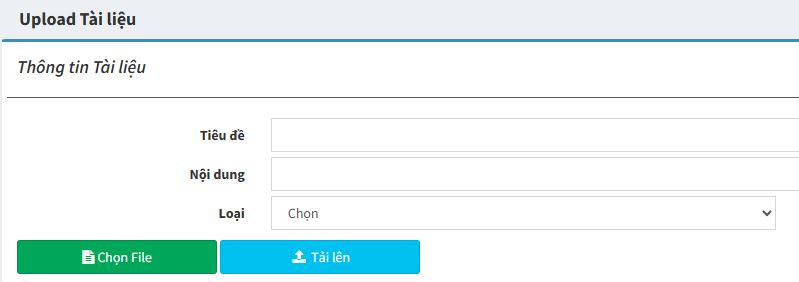 Upload Tài liệu
Thông tin Tài liệu
Tiêu đề
Nội dung
Loại Chọn
Chọn File Tải lên